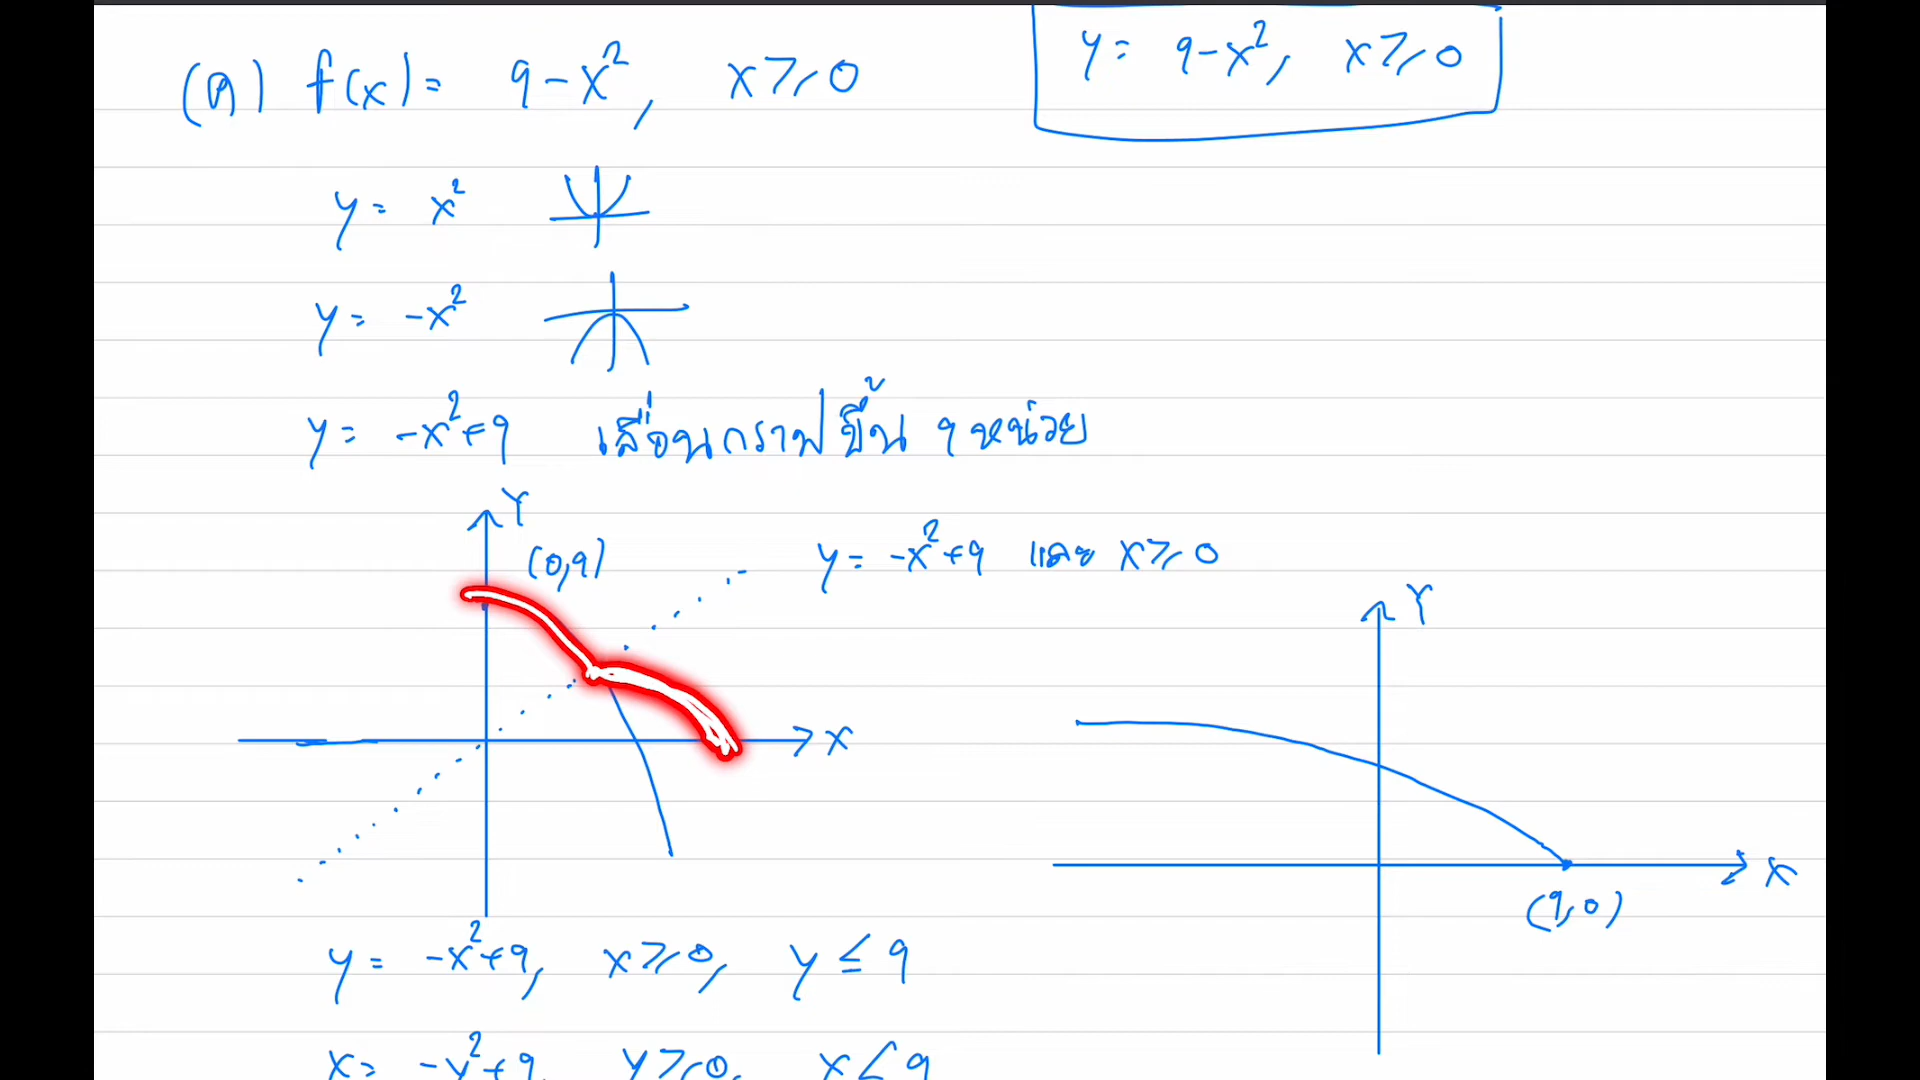 (ค) f(x) = 9-x², x ≥ 0
y = 9-x², x ≥ 0
y = x²
y = -x²
y = -x²+9 เลื่อนกราฟขึ้น 9 หน่วย
Y
(0,9)
y = -x²+9 และ x ≥ 0
X
Y
X
(9,0)
y = -x²+9, x ≥ 0, y ≤ 9
x = -y²+9, y ≥ 0, x ≤ 9